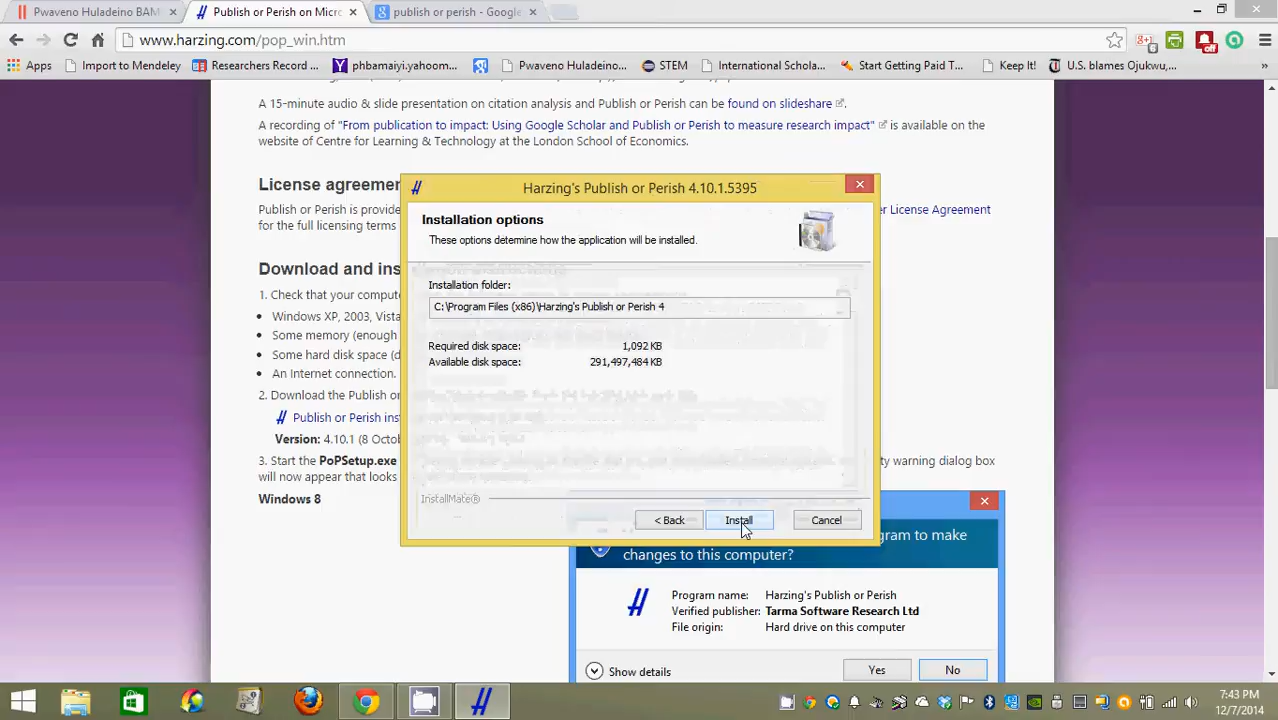 Pwaveno Huladeino BAM
Publish or Perish on Micro
publish or perish - Google
www.harzing.com/pop_win.htm
off
Apps
Import to Mendeley
Researchers Record ...
phbamaiyi.yahoom...
Pwaveno Huladeino...
STEM
International Schola...
Start Getting Paid T...
Keep It!
U.S. blames Ojukwu,...
»
A 15-minute audio & slide presentation on citation analysis and Publish or Perish can be found on slideshare.
A recording of "From publication to impact: Using Google Scholar and Publish or Perish to measure research impact" is available on the
website of Centre for Learning & Technology at the London School of Economics.
License agreemen
Publish or Perish is provide
r License Agreement
for the full licensing terms
Download and ins
1. Check that your compute
Windows XP, 2003, Vista
Some memory (enough
Some hard disk space (d
An Internet connection.
2. Download the Publish or
Publish or Perish inst
Version: 4.10.1 (8 Octob
3. Start the PoPSetup.exe
ty warning dialog box
will now appear that looks
Windows 8
Harzing's Publish or Perish 4.10.1.5395
Installation options
These options determine how the application will be installed.
Installation folder:
C:\Program Files (x86)\Harzing's Publish or Perish 4
Required disk space: 1,092 KB
Available disk space: 291,497,484 KB
InstallMate®
< Back
Install
Cancel
gram to make
changes to this computer?
Program name: Harzing's Publish or Perish
Verified publisher: Tarma Software Research Ltd
File origin: Hard drive on this computer
Show details
Yes
No
7:43 PM
12/7/2014